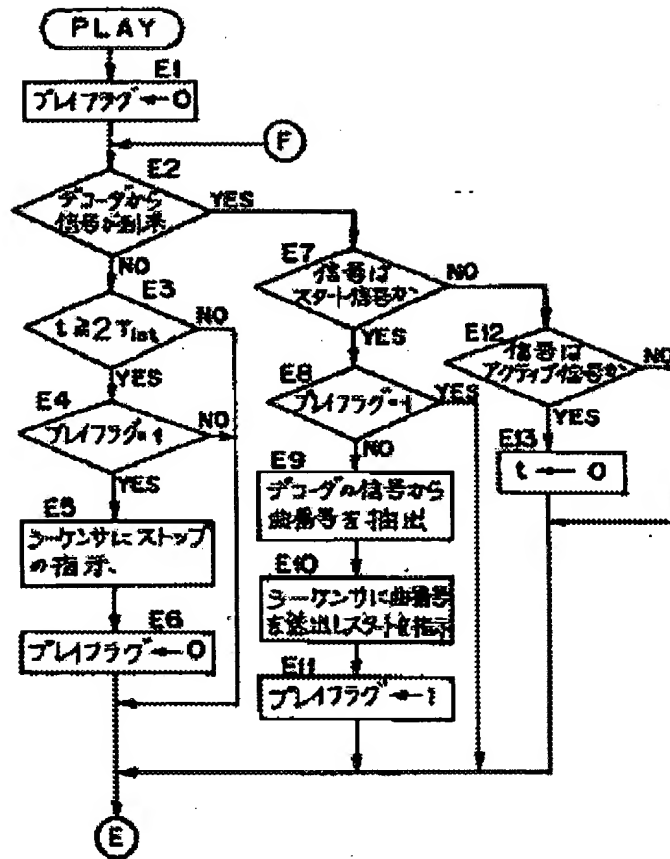 PLAY
E1
プレイフラグ←0
F
E2
デコーダから
信号が到来
YES
NO
E3
t≧2Tint
NO
YES
E4
プレイフラグ=1
NO
YES
E5
シーケンサにストップ
の指示、
E6
プレイフラグ←0
E7
信号は
スタート信号か
NO
YES
E8
プレイフラグ=1
YES
NO
E9
デコーダの信号から
曲番号を抽出
E10
シーケンサに曲番号
を送出しスタートを指示
E11
プレイフラグ←1
E12
信号は
アクティブ信号か
NO
YES
E13
t ← 0
E